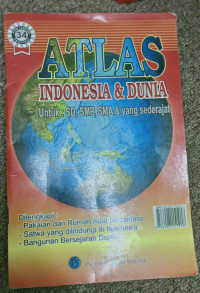 34
ATLAS
INDONESIA & DUNIA
Untuk : SD, SMP, SMA & yang sederajat
Dilengkapi :
- Pakaian dan Rumah Adat
- Satwa yang dilindungi di Indonesia
- Bangunan Bersejarah Dunia